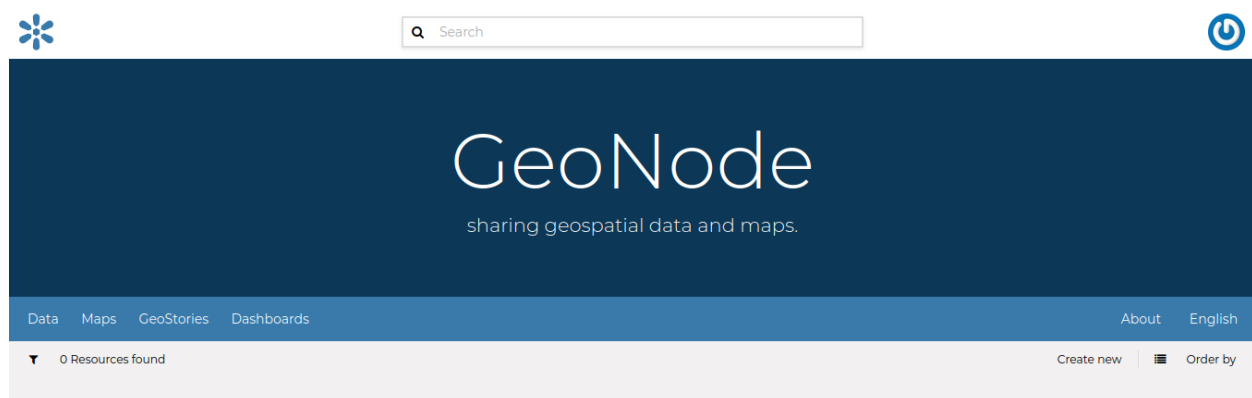 Search
GeoNode
sharing geospatial data and maps.
Data Maps GeoStories Dashboards About English
0 Resources found Create new Order by